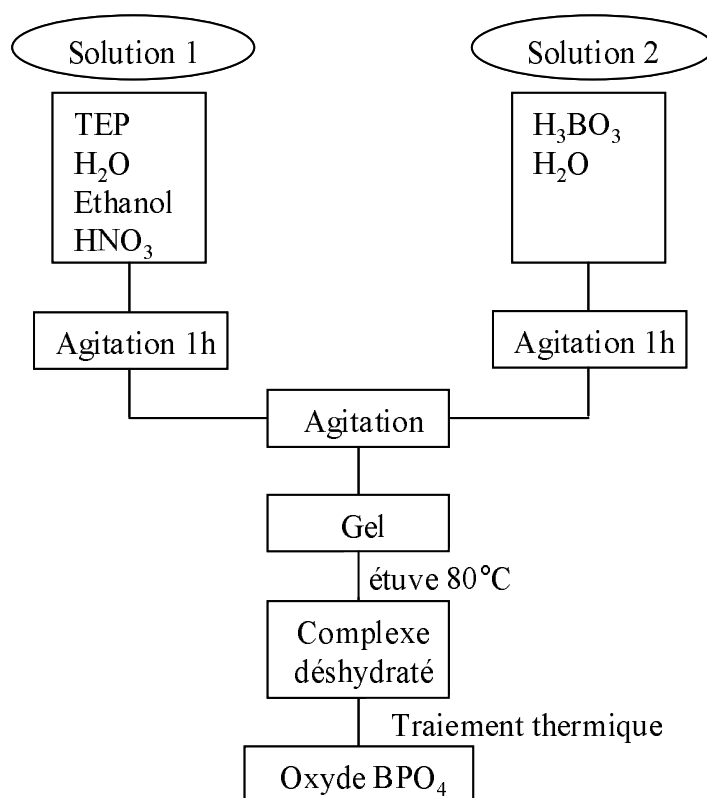 Solution 1
Solution 2
TEP
H₂O
Ethanol
HNO₃
H₃BO₃
H₂O
Agitation 1h
Agitation 1h
Agitation
Gel
étuve 80°C
Complexe
déshydraté
Traiement thermique
Oxyde BPO₄